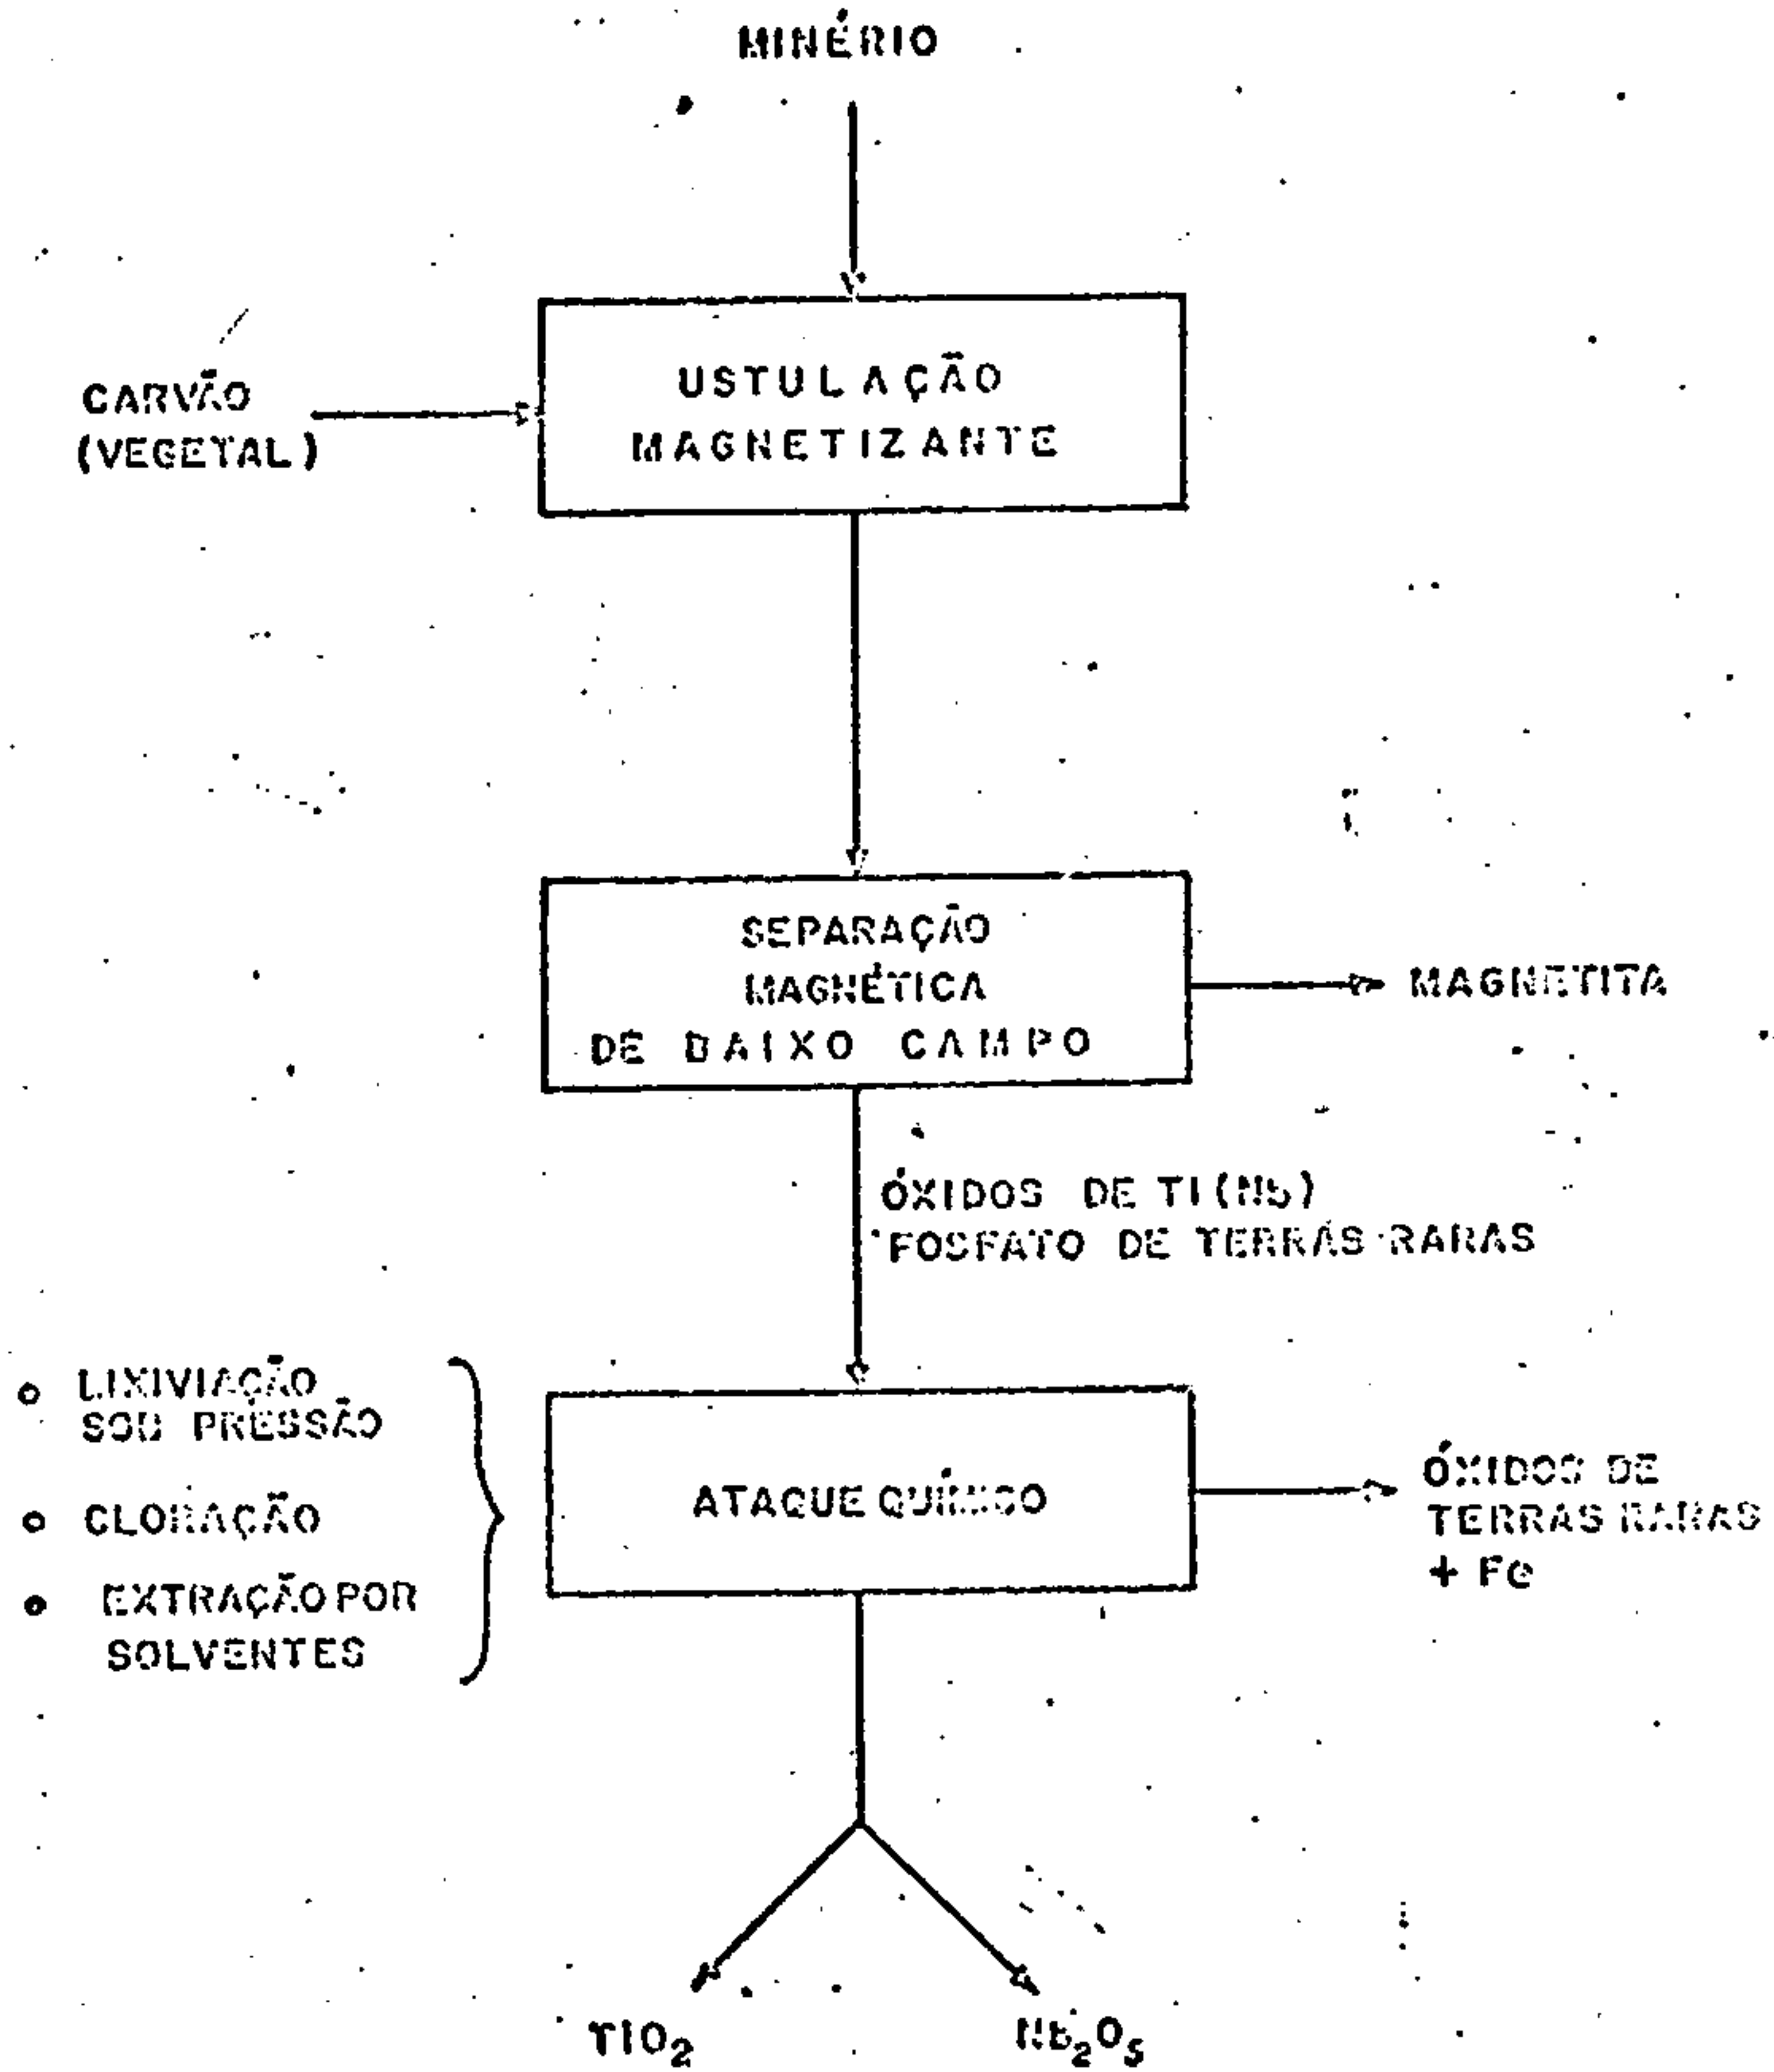 MINÉRIO
CARVÃO
(VEGETAL)
USTULAÇÃO
MAGNETIZANTE
SEPARAÇÃO
MAGNÉTICA
DE BAIXO CAMPO
MAGNETITA
ÓXIDOS DE TI (Nb)
FOSFATO DE TERRAS RARAS
LIXIVIAÇÃO
SOB PRESSÃO
CLORAÇÃO
EXTRAÇÃO POR
SOLVENTES
ATAQUE QUÍMICO
ÓXIDOS DE
TERRAS RARAS
+ Fe
TIO₂
Nb₂O₅